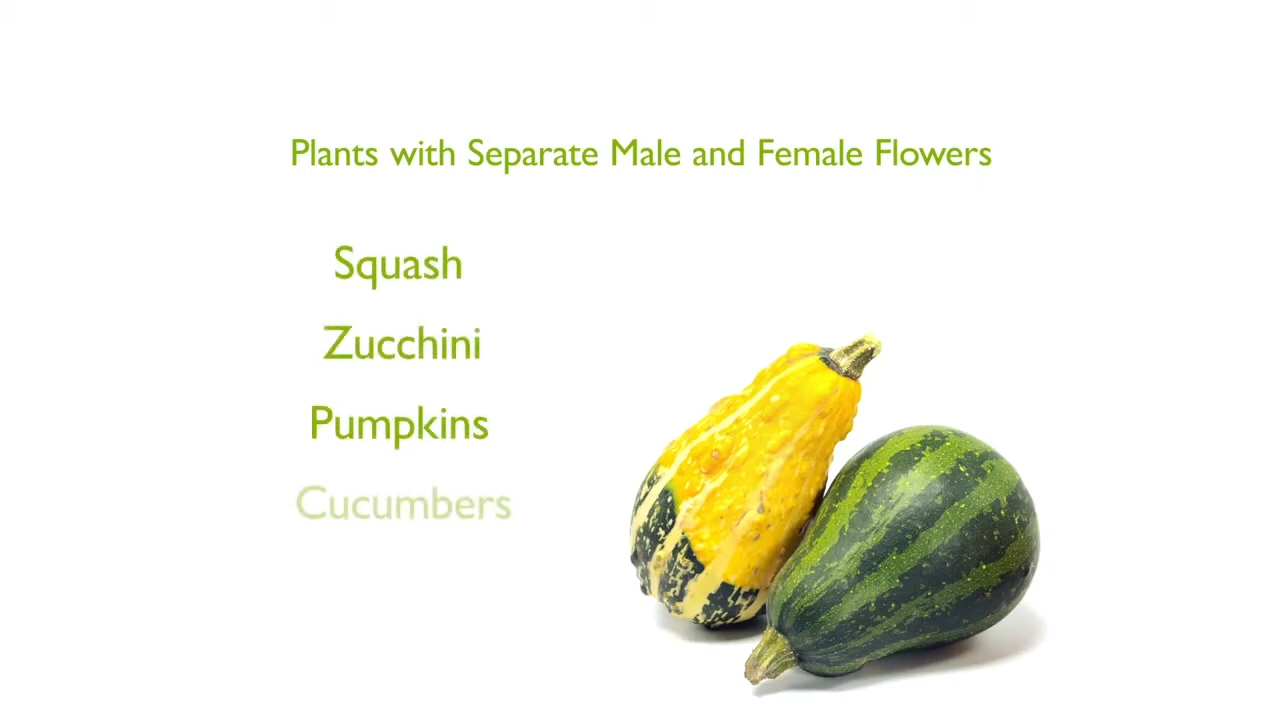 Plants with Separate Male and Female Flowers
Squash
Zucchini
Pumpkins
Cucumbers